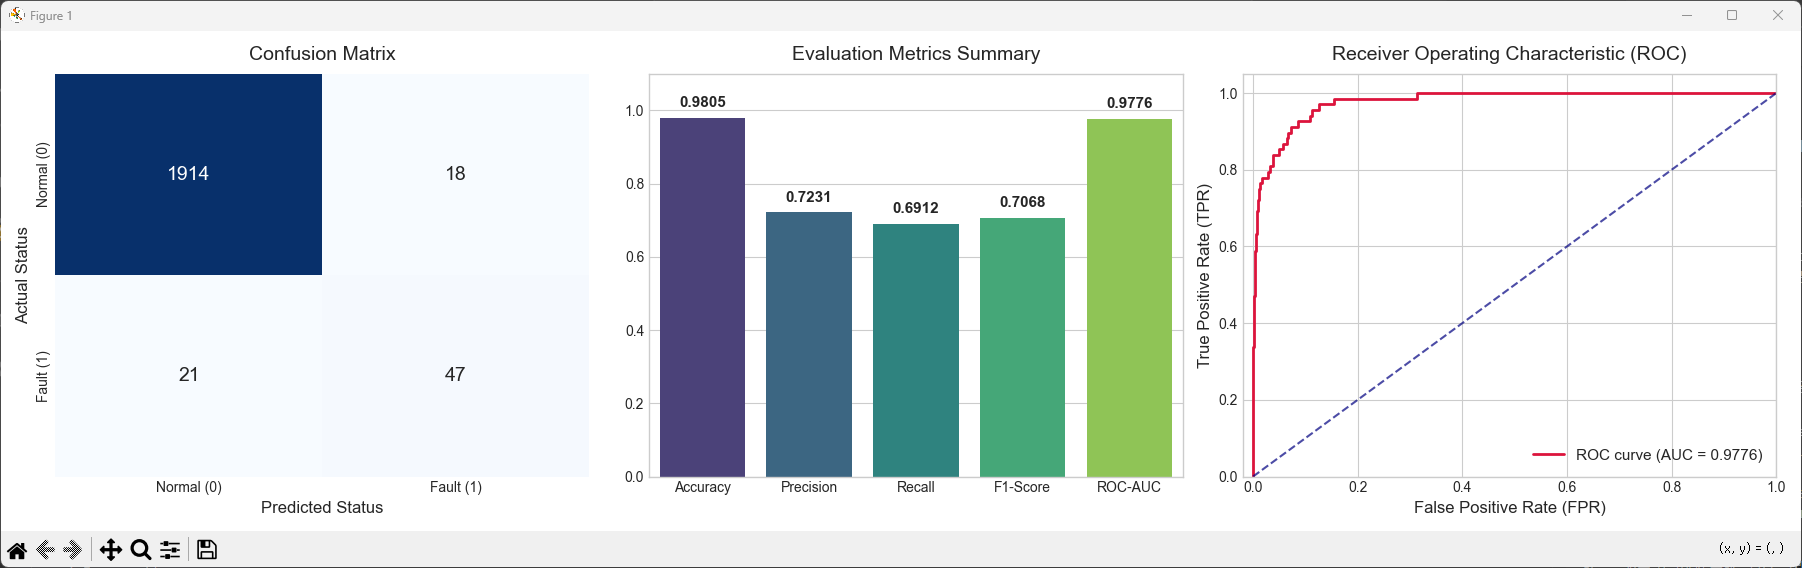 Figure 1
Confusion Matrix
Actual Status
Normal (0)
Fault (1)
1914
18
21
47
Normal (0)
Fault (1)
Predicted Status
Evaluation Metrics Summary
1.0
0.8
0.6
0.4
0.2
0.0
0.9805
0.7231
0.6912
0.7068
0.9776
Accuracy
Precision
Recall
F1-Score
ROC-AUC
Receiver Operating Characteristic (ROC)
True Positive Rate (TPR)
1.0
0.8
0.6
0.4
0.2
0.0
ROC curve (AUC = 0.9776)
0.0
0.2
0.4
0.6
0.8
1.0
False Positive Rate (FPR)
(x, y) = (, )